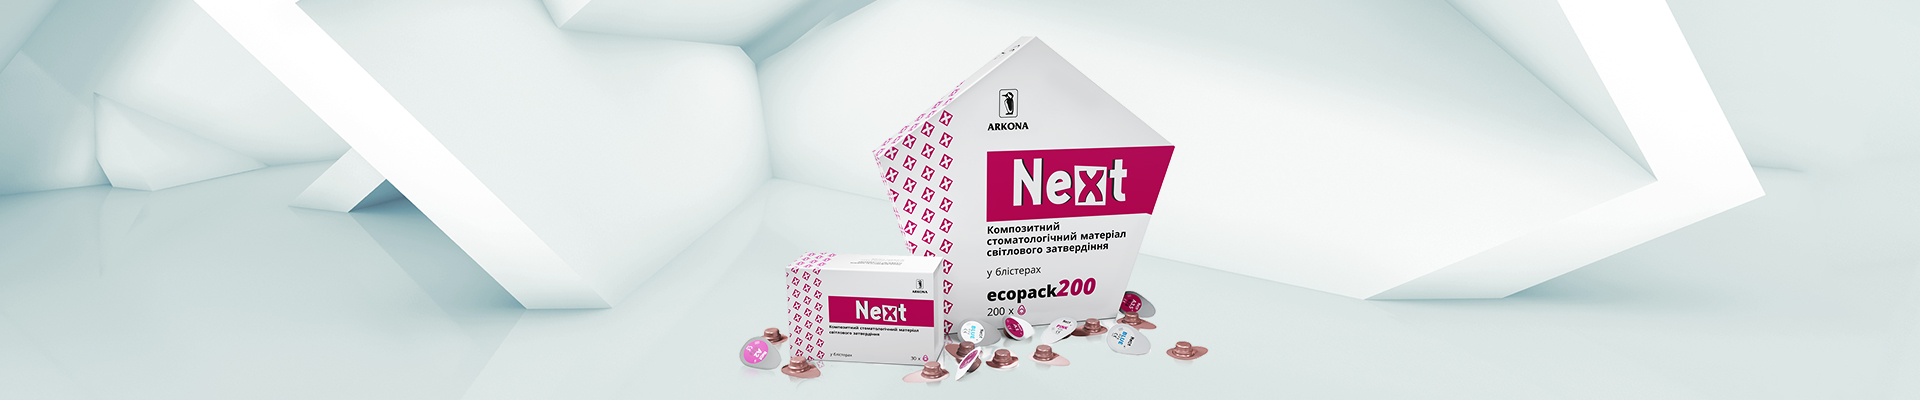 ARKONA
Next
Композитний
стоматологічний матеріал
світлового затвердіння
у блістерах
ecopack200
200 x
ARKONA
Next
Композитний стоматологічний матеріал
світлового затвердіння
у блістерах
30 x